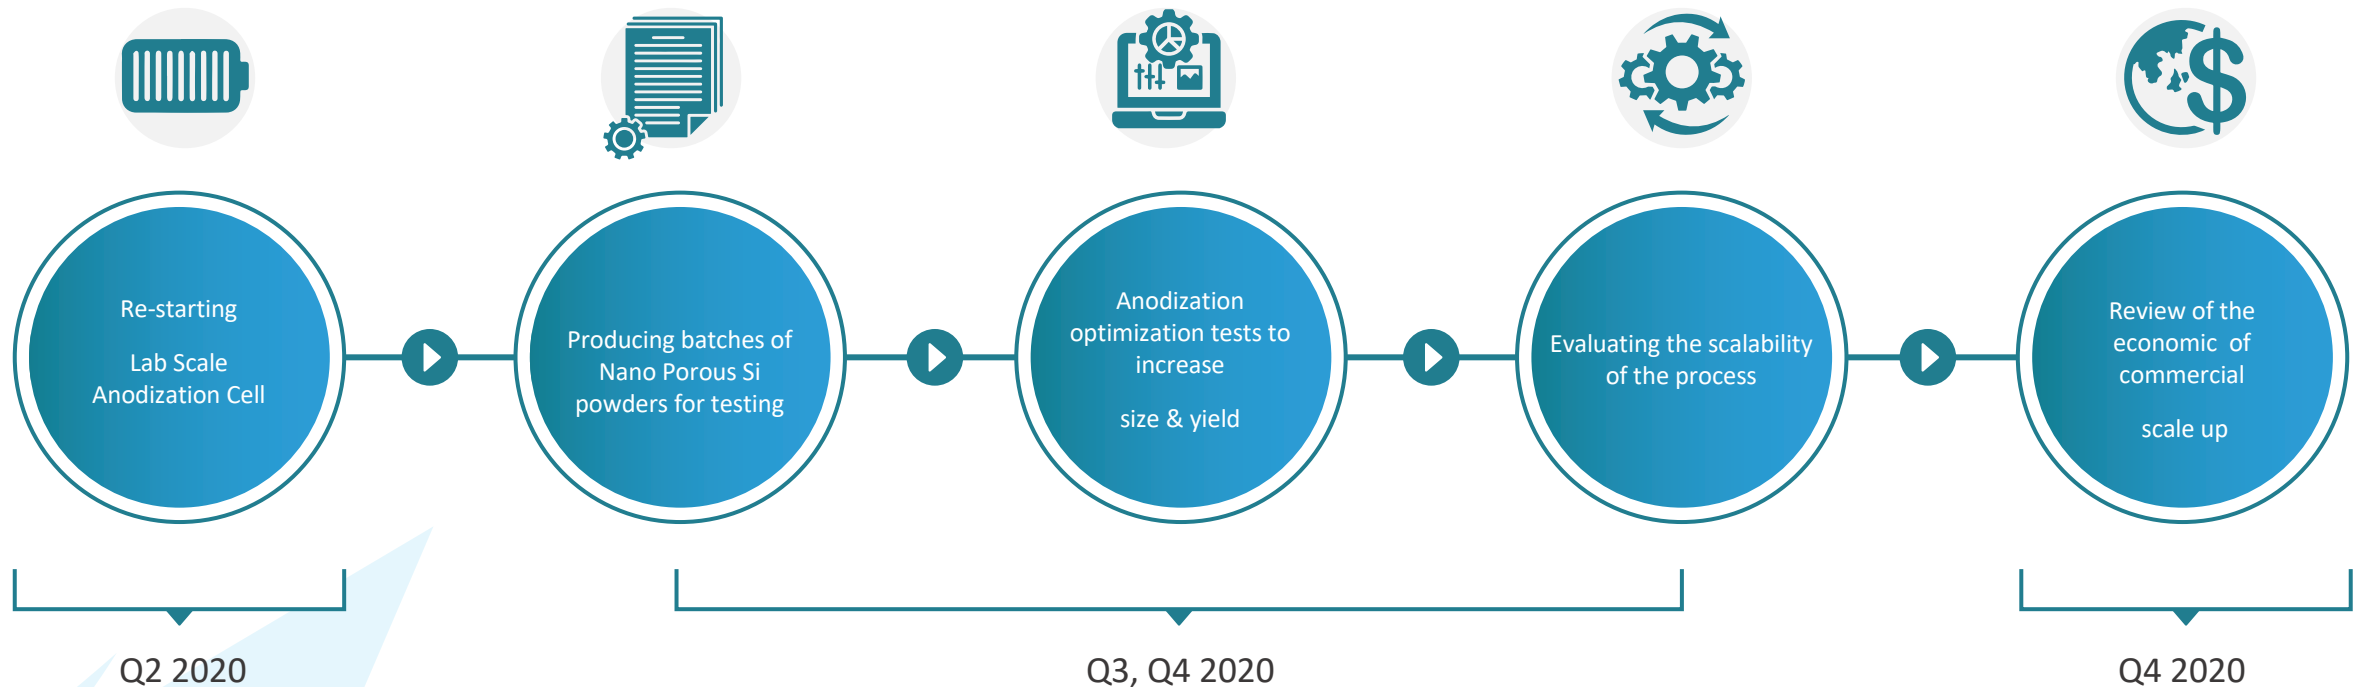 Re-starting
Lab Scale
Anodization Cell
Producing batches of
Nano Porous Si
powders for testing
Anodization
optimization tests to
increase
size & yield
Evaluating the scalability
of the process
Review of the
economic  of
commercial
scale up
Q2 2020
Q3, Q4 2020
Q4 2020